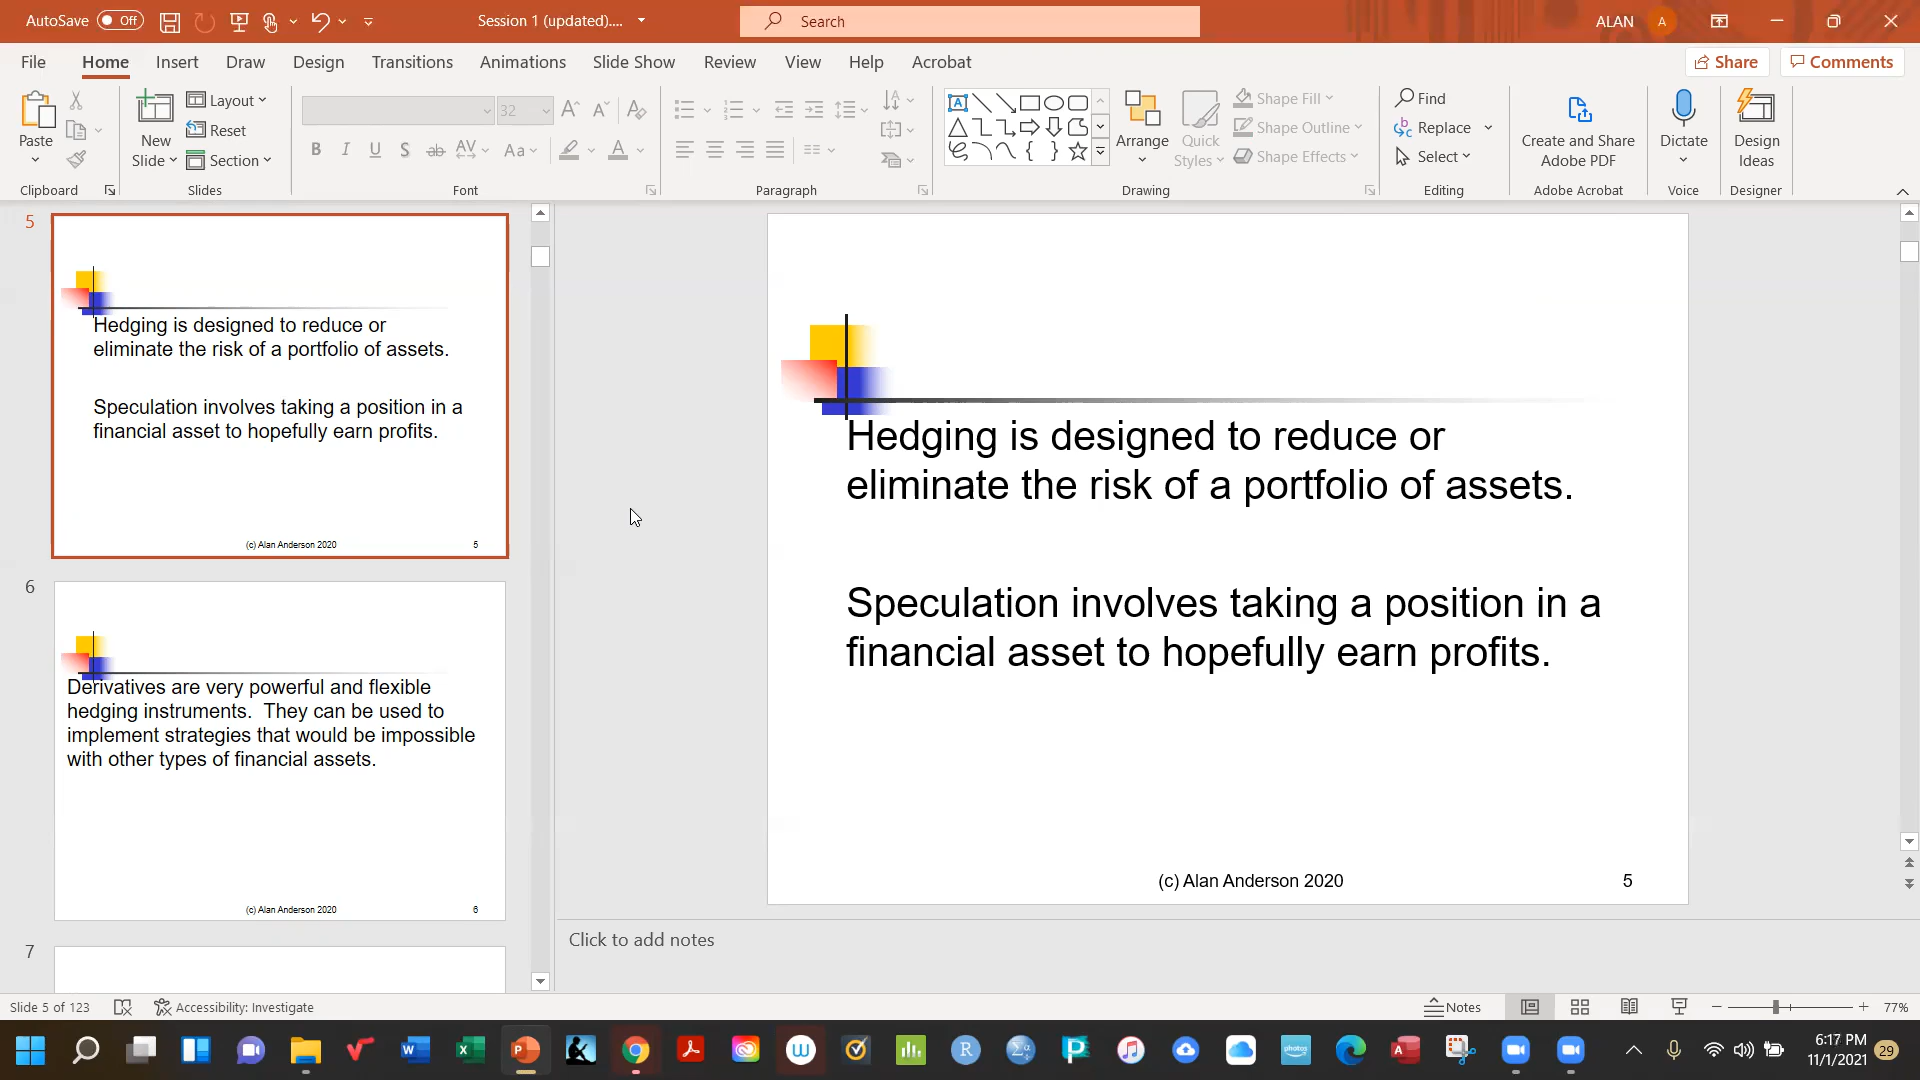 AutoSave Off
Session 1 (updated)....
Search
ALAN A
File Home Insert Draw Design Transitions Animations Slide Show Review View Help Acrobat
Share Comments
Paste
New Slide
Layout
Reset
Section
32
B I U S ab AV Aa A
Arrange
Quick Styles
Shape Fill
Shape Outline
Shape Effects
Find
Replace
Select
Create and Share
Adobe PDF
Dictate
Design
Ideas
Clipboard Slides Font Paragraph Drawing Editing Adobe Acrobat Voice Designer
5
Hedging is designed to reduce or
eliminate the risk of a portfolio of assets.
Speculation involves taking a position in a
financial asset to hopefully earn profits.
(c) Alan Anderson 2020 5
6
Derivatives are very powerful and flexible
hedging instruments.  They can be used to
implement strategies that would be impossible
with other types of financial assets.
(c) Alan Anderson 2020 6
7
Hedging is designed to reduce or
eliminate the risk of a portfolio of assets.
Speculation involves taking a position in a
financial asset to hopefully earn profits.
(c) Alan Anderson 2020 5
Click to add notes
Slide 5 of 123
Accessibility: Investigate
Notes
77%
photos
6:17 PM
11/1/2021
29